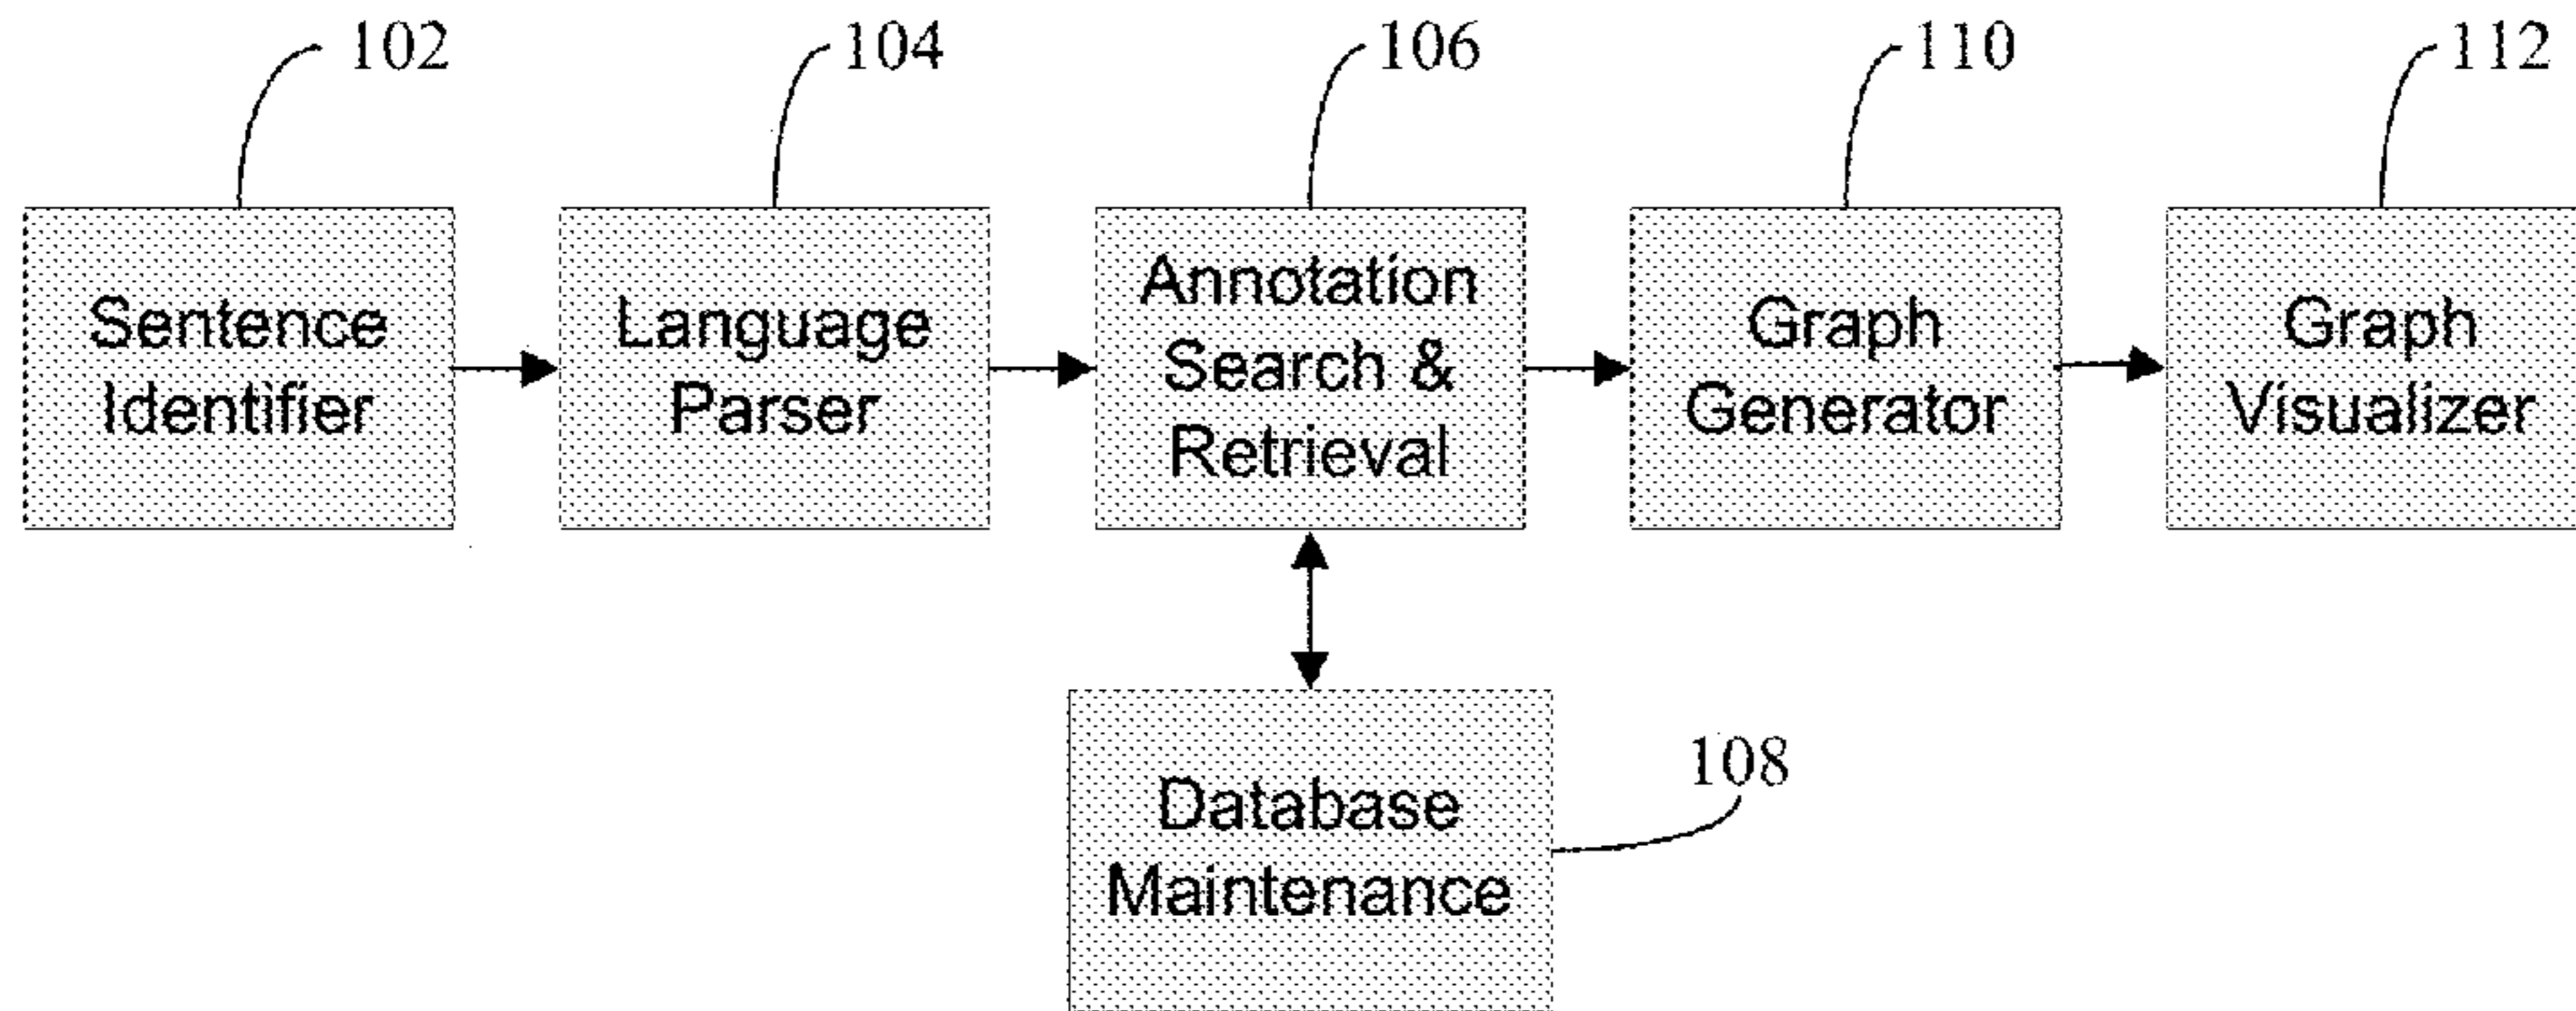 102
104
106
110
112
Sentence
Identifier
Language
Parser
Annotation
Search &
Retrieval
Graph
Generator
Graph
Visualizer
Database
Maintenance
108